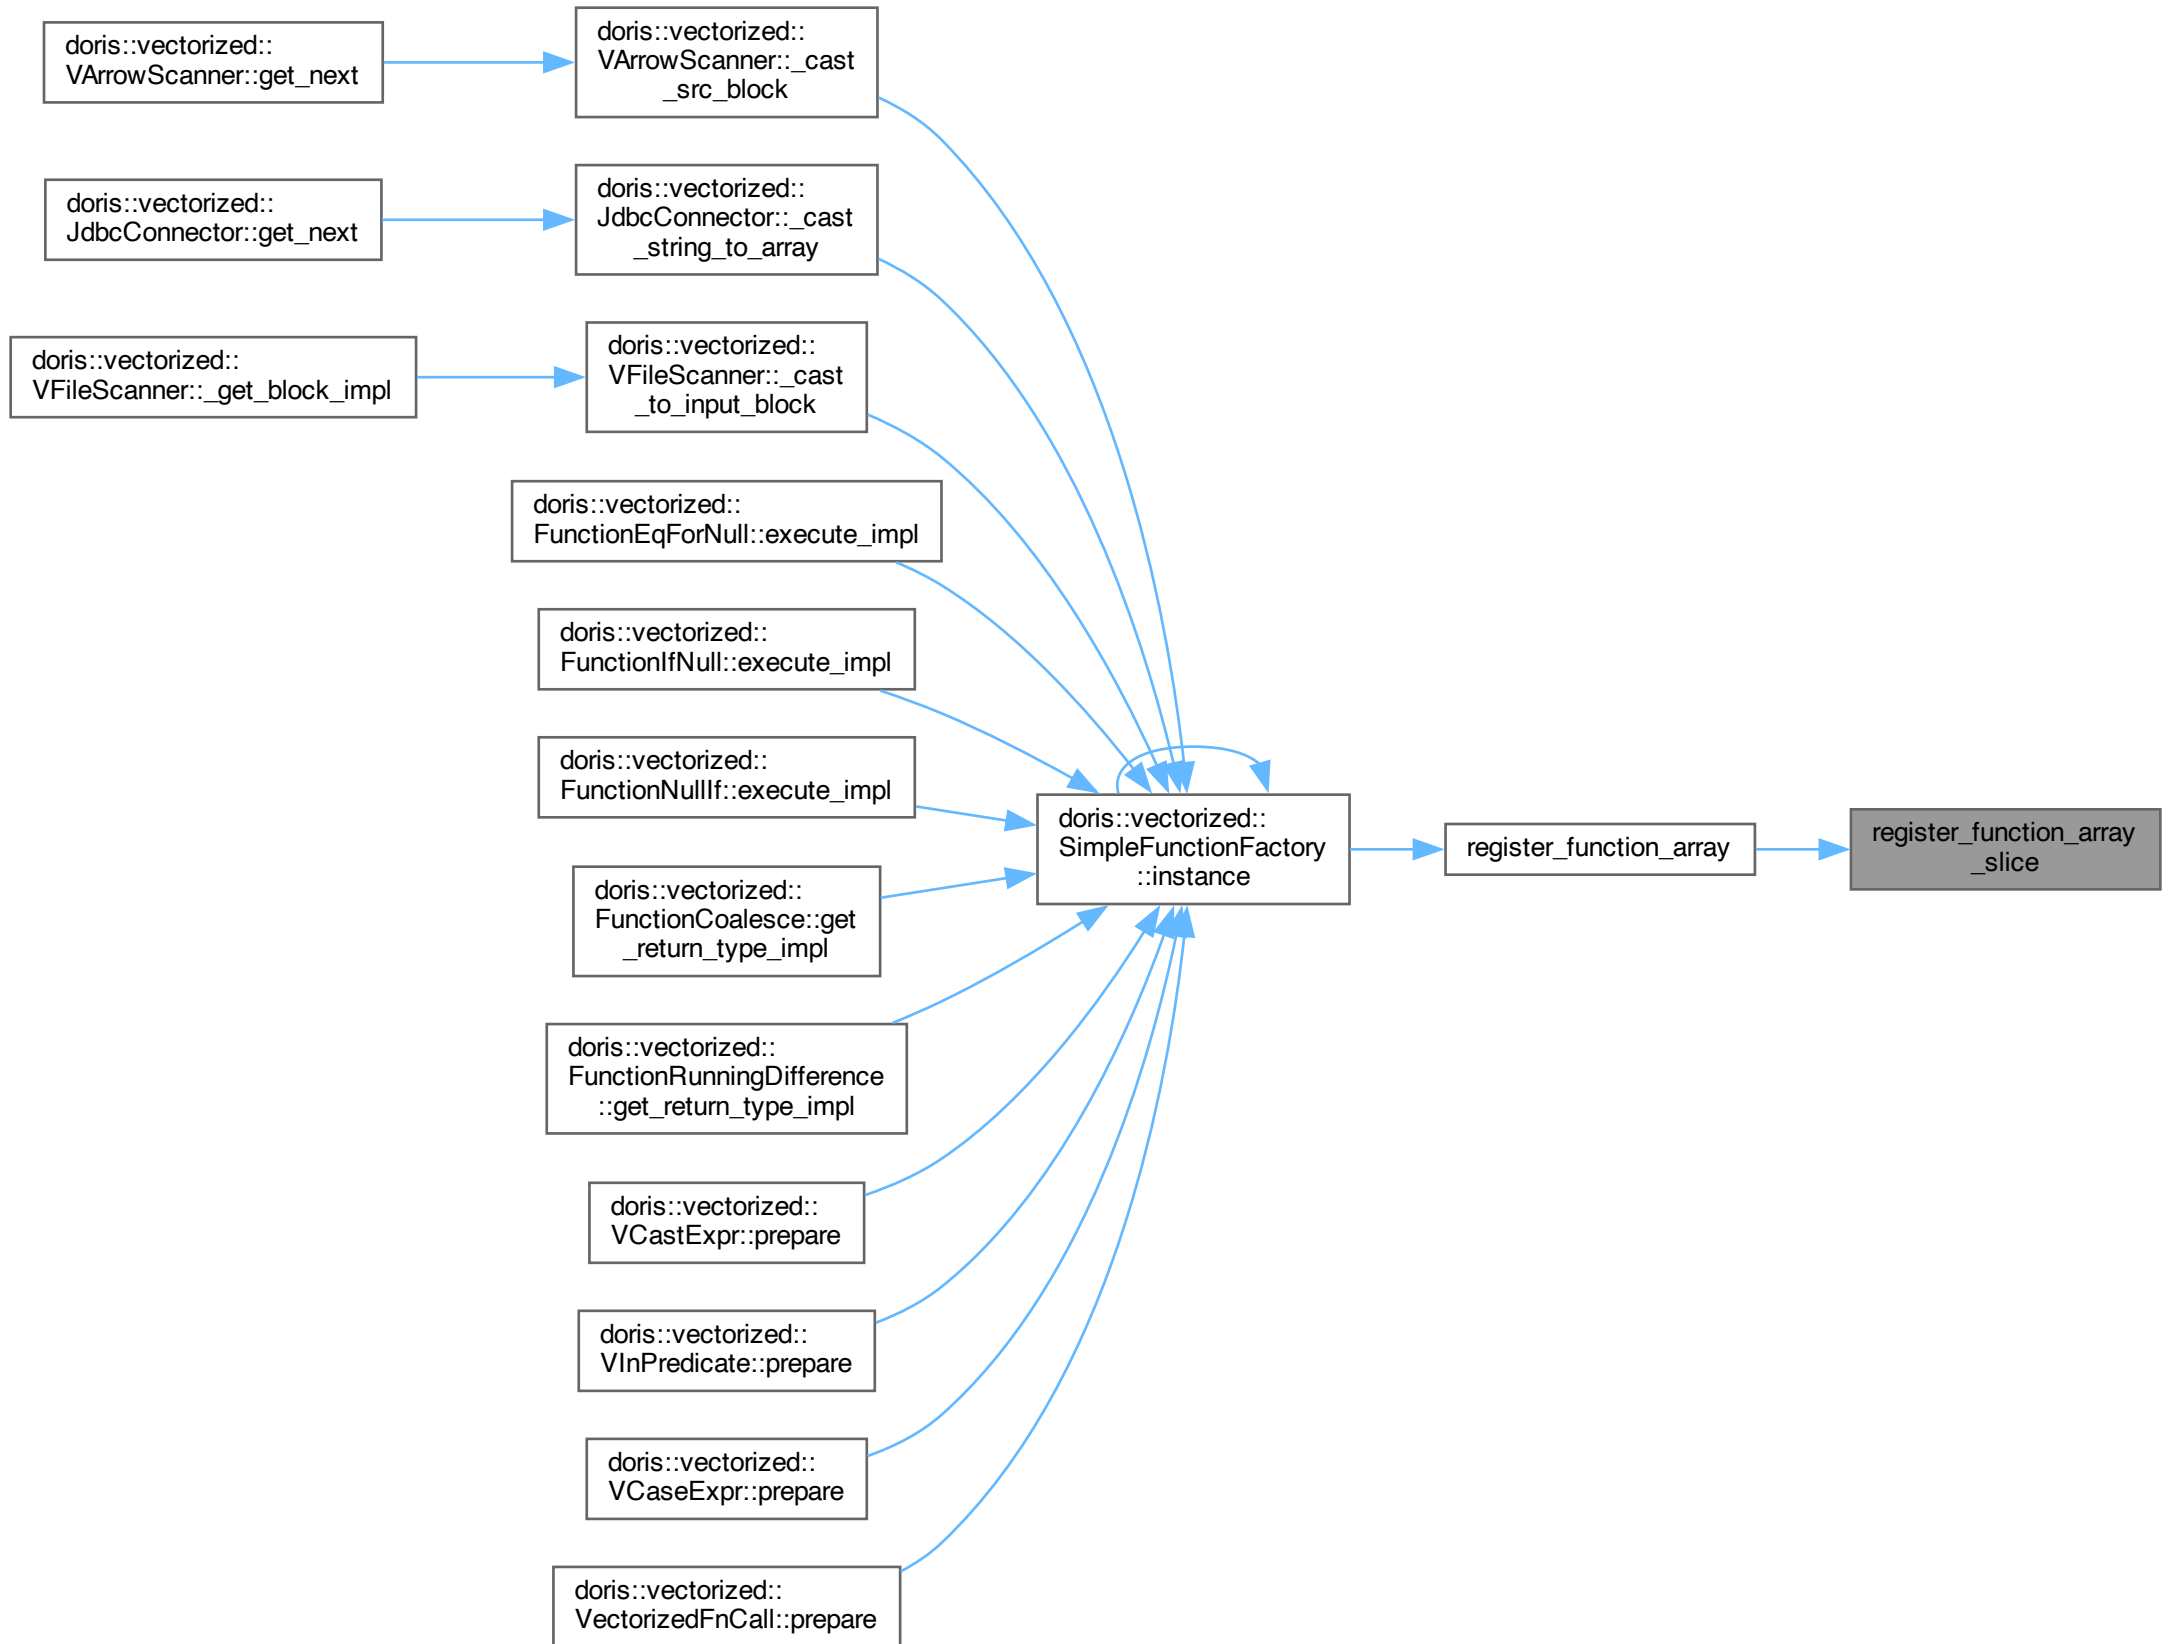 doris::vectorized::
VArrowScanner::get_next
doris::vectorized::
VArrowScanner::_cast
_src_block
doris::vectorized::
JdbcConnector::get_next
doris::vectorized::
JdbcConnector::_cast
_string_to_array
doris::vectorized::
VFileScanner::_get_block_impl
doris::vectorized::
VFileScanner::_cast
_to_input_block
doris::vectorized::
FunctionEqForNull::execute_impl
doris::vectorized::
FunctionIfNull::execute_impl
doris::vectorized::
FunctionNullIf::execute_impl
doris::vectorized::
SimpleFunctionFactory
::instance
register_function_array
register_function_array
_slice
doris::vectorized::
FunctionCoalesce::get
_return_type_impl
doris::vectorized::
FunctionRunningDifference
::get_return_type_impl
doris::vectorized::
VCastExpr::prepare
doris::vectorized::
VInPredicate::prepare
doris::vectorized::
VCaseExpr::prepare
doris::vectorized::
VectorizedFnCall::prepare